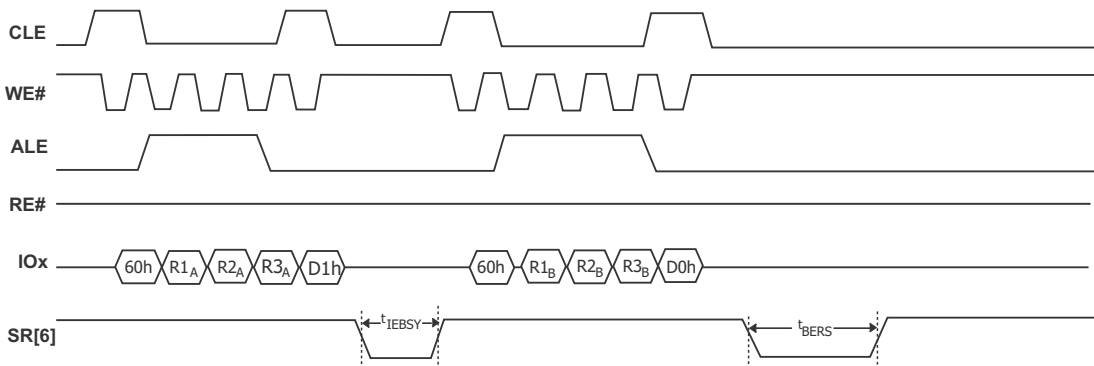 CLE
WE#
ALE
RE#
IOx 60h R1A R2A R3A D1h 60h R1B R2B R3B D0h
SR[6] tIEBSY tBERS